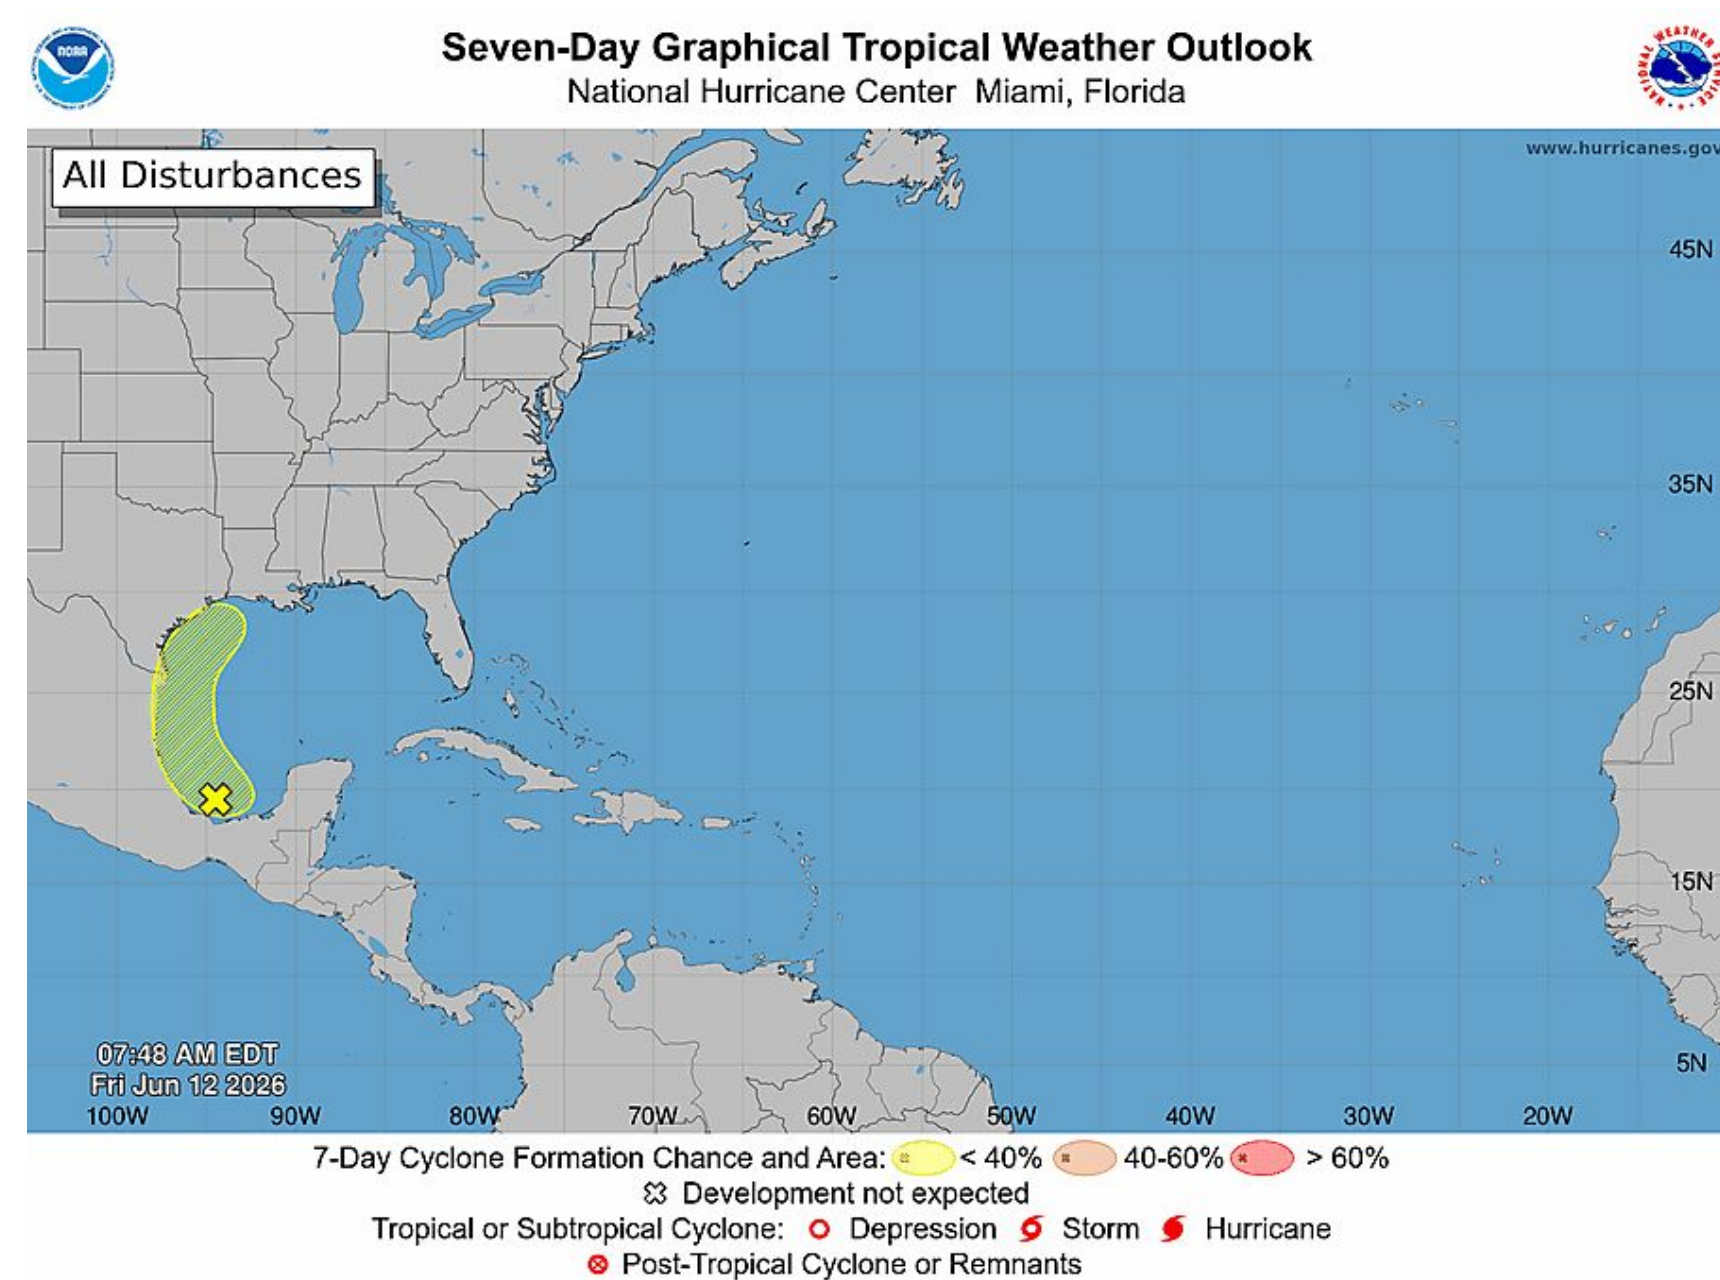 NOAA
Seven-Day Graphical Tropical Weather Outlook
National Hurricane Center Miami, Florida
NATIONAL WEATHER
All Disturbances
www.hurricanes.gov
45N
35N
25N
15N
5N
07:48 AM EDT
Fri Jun 12 2026
100W 90W 80W 70W 60W 50W 40W 30W 20W
7-Day Cyclone Formation Chance and Area: < 40% 40-60% > 60%
Development not expected
Tropical or Subtropical Cyclone: Depression Storm Hurricane
Post-Tropical Cyclone or Remnants